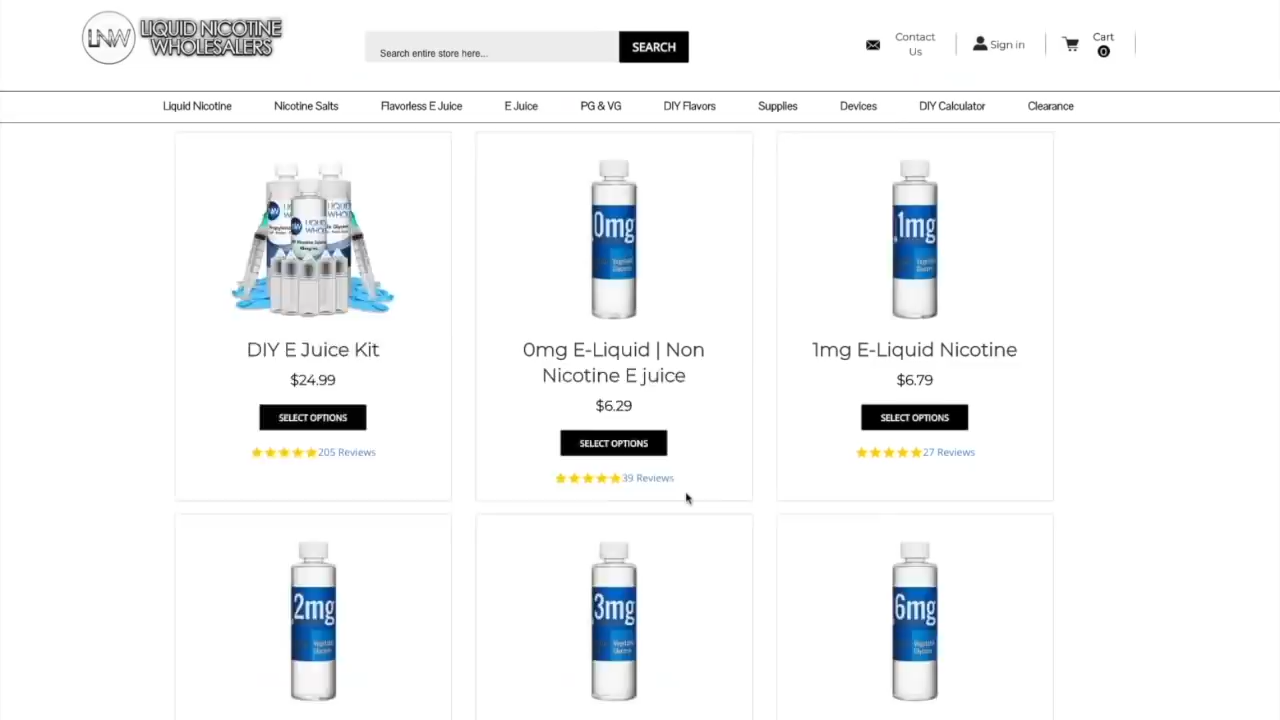 LNW LIQUID NICOTINE
WHOLESALERS
Search entire store here...
SEARCH
Contact
Us
Sign in
Cart
0
Liquid Nicotine
Nicotine Salts
Flavorless E Juice
E Juice
PG & VG
DIY Flavors
Supplies
Devices
DIY Calculator
Clearance
0mg
1mg
DIY E Juice Kit
$24.99
SELECT OPTIONS
205 Reviews
0mg E-Liquid | Non
Nicotine E juice
$6.29
SELECT OPTIONS
39 Reviews
1mg E-Liquid Nicotine
$6.79
SELECT OPTIONS
27 Reviews
2mg
3mg
6mg